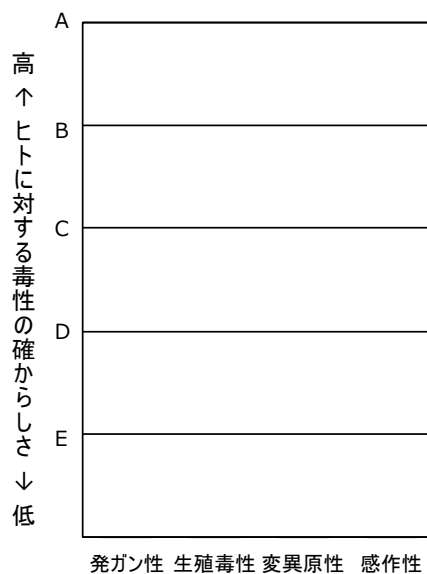 A
B
C
D
E
高 ↑ ヒトに対する毒性の確からしさ ↓ 低
発ガン性 生殖毒性 変異原性 感作性